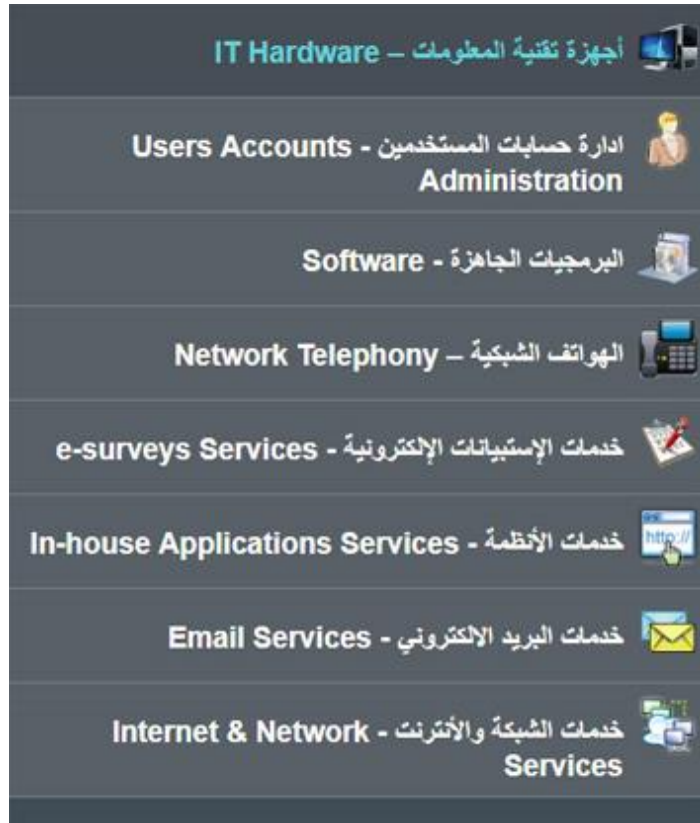 أجهزة تقنية المعلومات – IT Hardware
ادارة حسابات المستخدمين - Users Accounts
Administration
البرمجيات الجاهزة - Software
الهواتف الشبكية – Network Telephony
خدمات الإستبيانات الإلكترونية - e-surveys Services
خدمات الأنظمة - In-house Applications Services
http://
خدمات البريد الالكتروني - Email Services
خدمات الشبكة والأنترنت - Internet & Network
Services